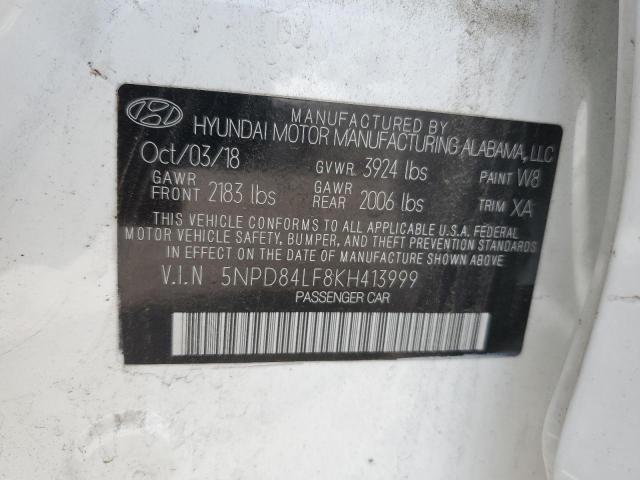 MANUFACTURED BY
HYUNDAI MOTOR MANUFACTURING ALABAMA, LLC
Oct/03/18 GVWR 3924 lbs PAINT W8
GAWR FRONT 2183 lbs GAWR REAR 2006 lbs TRIM XA
THIS VEHICLE CONFORMS TO ALL APPLICABLE U.S.A. FEDERAL
MOTOR VEHICLE SAFETY, BUMPER, AND THEFT PREVENTION STANDARDS
IN EFFECT ON THE DATE OF MANUFACTURE SHOWN ABOVE.
V.I.N 5NPD84LF8KH413999
PASSENGER CAR